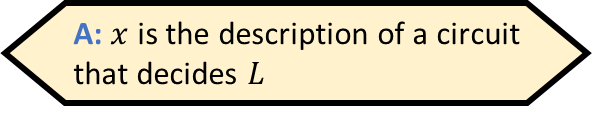 A: x is the description of a circuit
that decides L